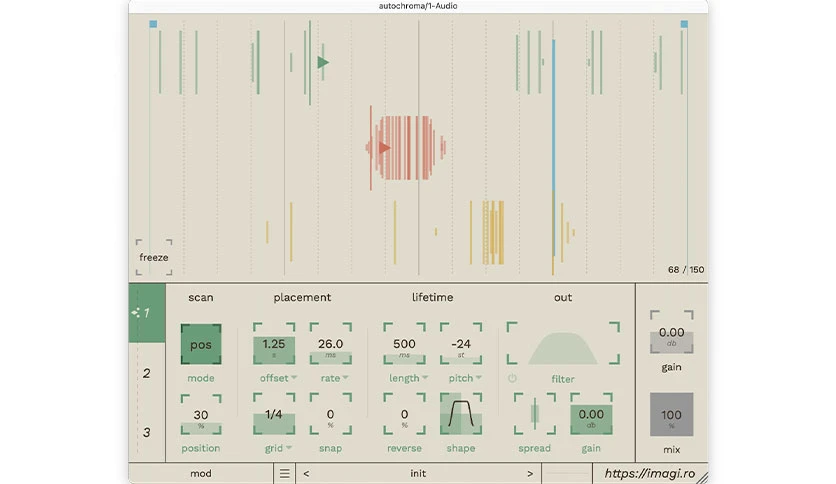 autochroma/1-Audio
freeze
68 / 150
1
scan
placement
lifetime
out
pos
1.25
s
26.0
ms
500
ms
-24
st
0.00
db
gain
mode
offset
rate
length
pitch
filter
2
30
%
1/4
0
%
0
%
0.00
db
100
%
position
grid
snap
reverse
shape
spread
gain
mix
3
mod
<
init
>
https://imagi.ro